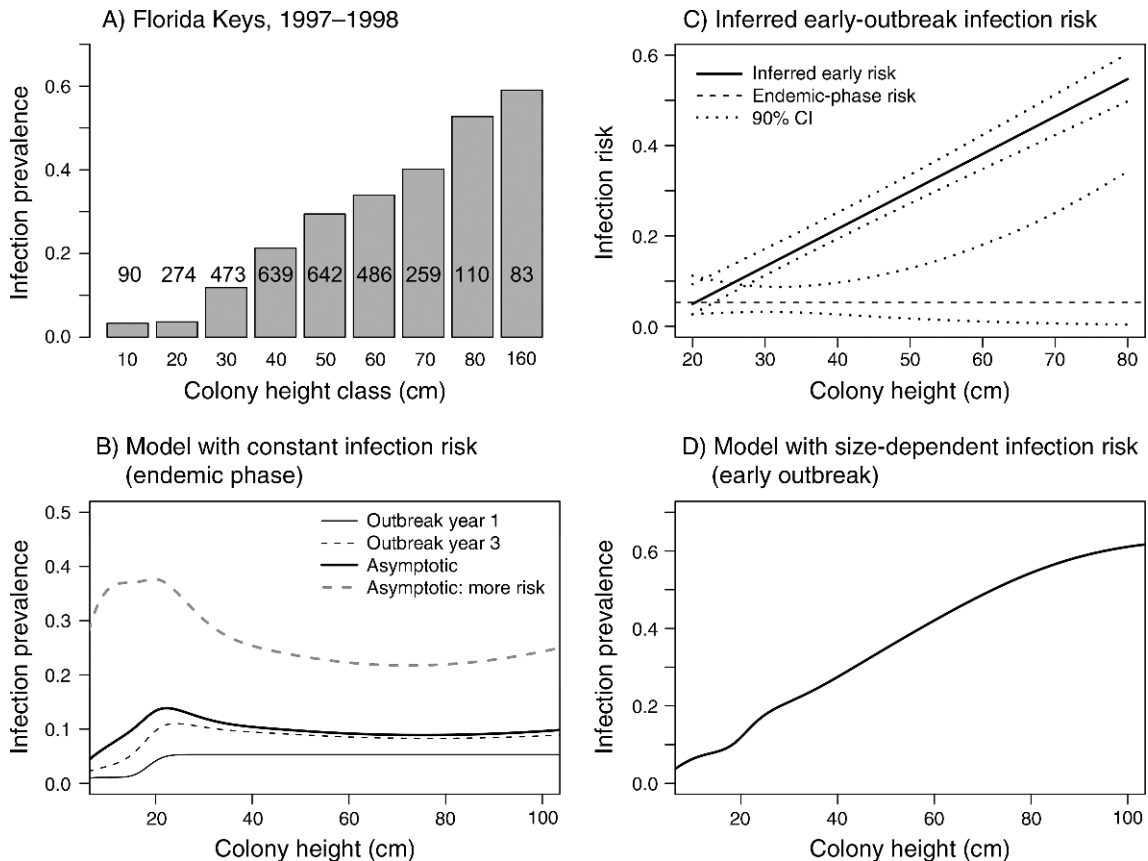 A) Florida Keys, 1997–1998
Infection prevalence
0.6
0.4
0.2
0.0
90 274 473 639 642 486 259 110 83
10 20 30 40 50 60 70 80 160
Colony height class (cm)
C) Inferred early-outbreak infection risk
Infection risk
0.6
0.4
0.2
0.0
Inferred early risk
Endemic-phase risk
90% CI
20 30 40 50 60 70 80
Colony height (cm)
B) Model with constant infection risk
(endemic phase)
Infection prevalence
0.5
0.4
0.3
0.2
0.1
0.0
Outbreak year 1
Outbreak year 3
Asymptotic
Asymptotic: more risk
20 40 60 80 100
Colony height (cm)
D) Model with size-dependent infection risk
(early outbreak)
Infection prevalence
0.6
0.4
0.2
0.0
20 40 60 80 100
Colony height (cm)